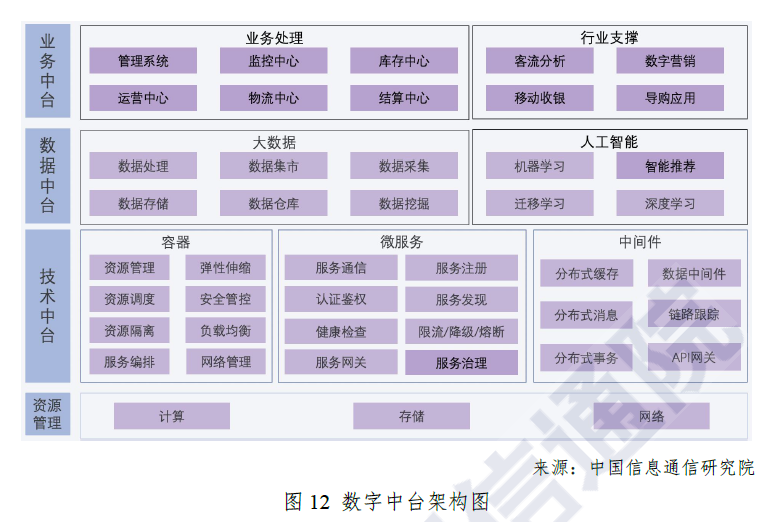 业务中台
业务处理
管理系统 监控中心 库存中心
运营中心 物流中心 结算中心
行业支撑
客流分析 数字营销
移动收银 导购应用
数据中台
大数据
数据处理 数据集市 数据采集
数据存储 数据仓库 数据挖掘
人工智能
机器学习 智能推荐
迁移学习 深度学习
技术中台
容器
资源管理 弹性伸缩
资源调度 安全管控
资源隔离 负载均衡
服务编排 网络管理
微服务
服务通信 服务注册
认证鉴权 服务发现
健康检查 限流/降级/熔断
服务网关 服务治理
中间件
分布式缓存 数据中间件
分布式消息 链路跟踪
分布式事务 API网关
资源管理
计算 存储 网络
来源：中国信息通信研究院
图 12 数字中台架构图
信通院